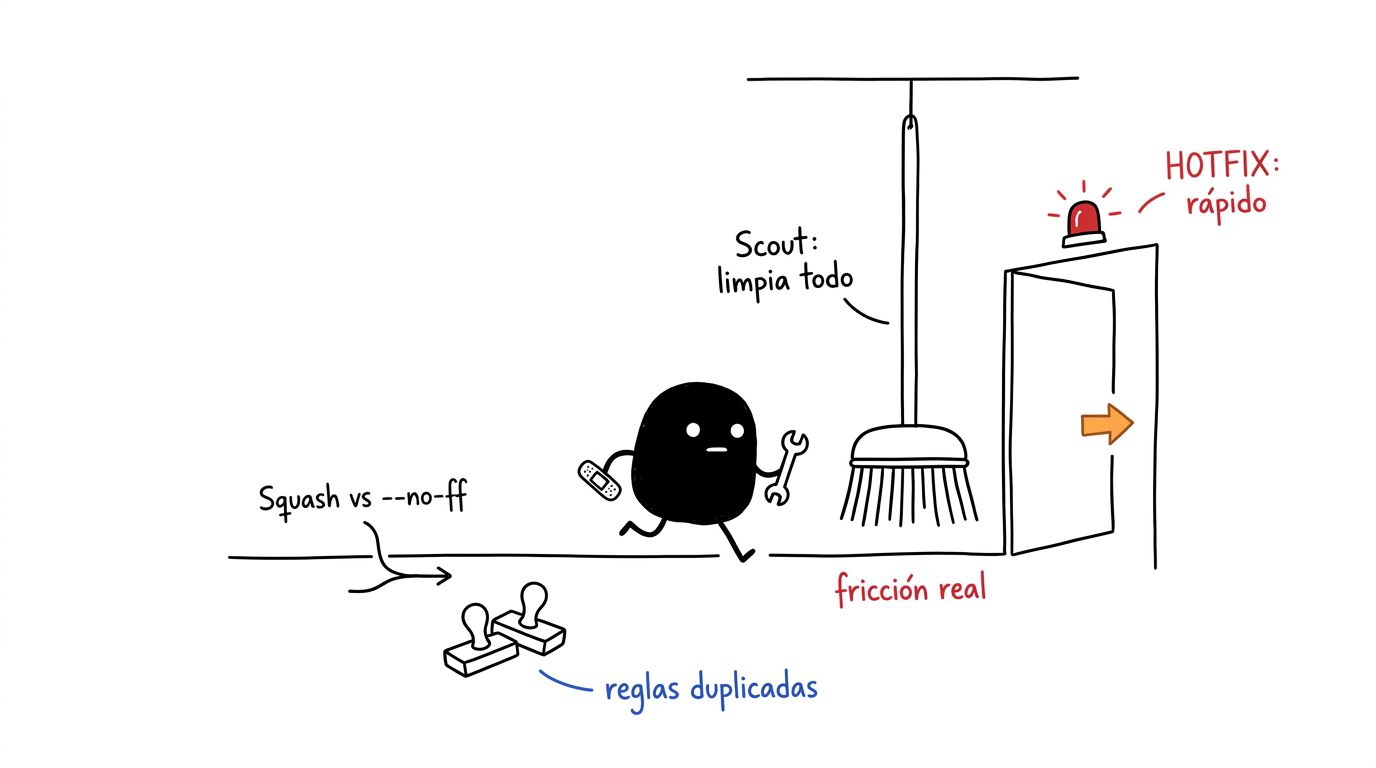 HOTFIX:
rápido
Scout:
limpia todo
Squash vs --no-ff
fricción real
reglas duplicadas